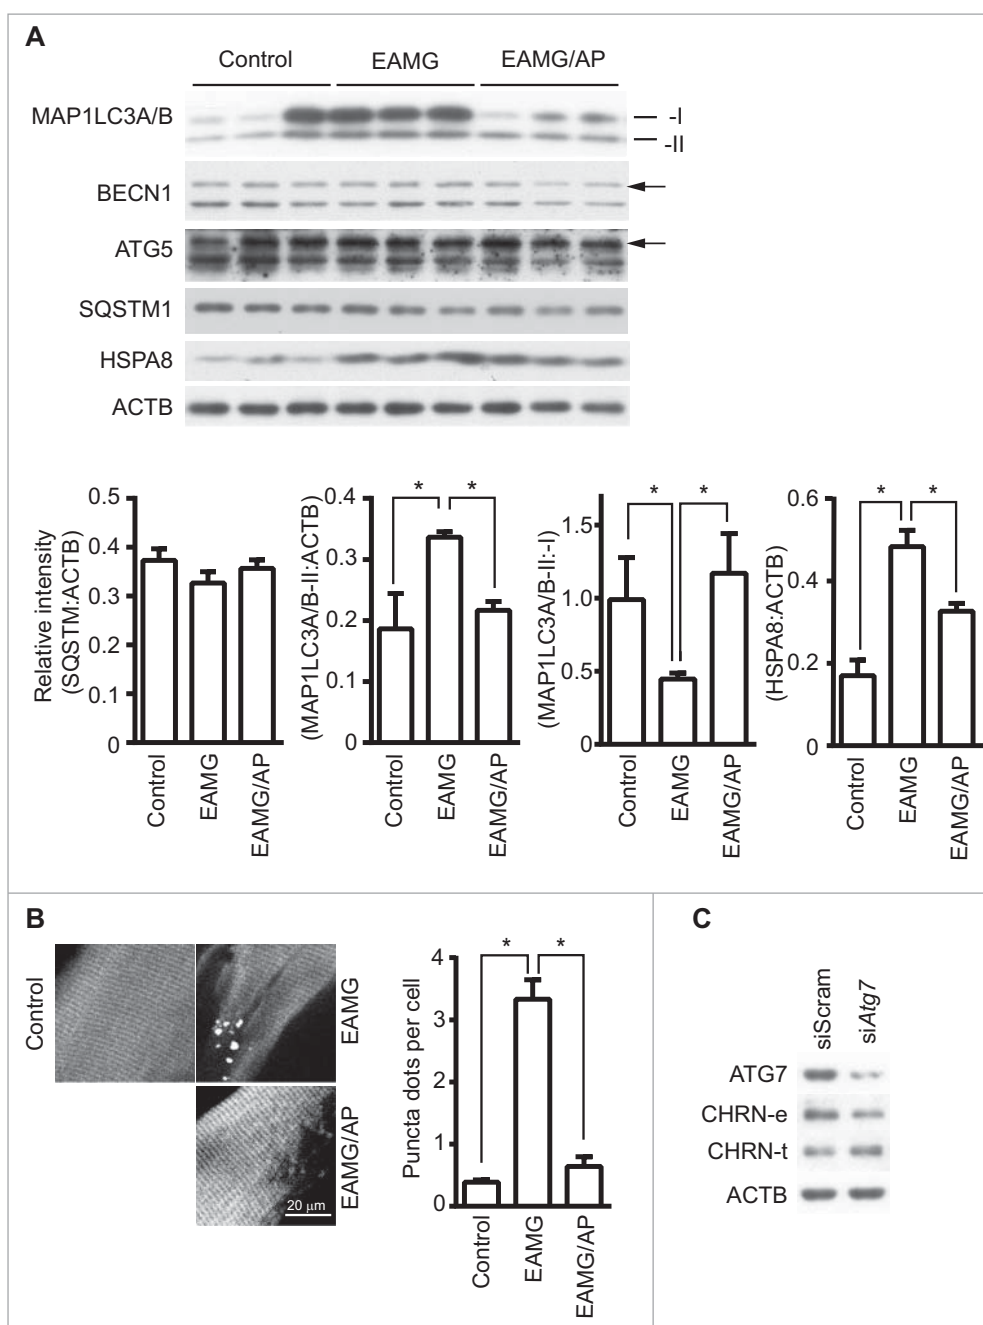 A
Control EAMG EAMG/AP
MAP1LC3A/B
-I
-II
BECN1
ATG5
SQSTM1
HSPA8
ACTB
Relative intensity
(SQSTM:ACTB)
0.5
0.4
0.3
0.2
0.1
0
Control
EAMG
EAMG/AP
(MAP1LC3A/B-II:ACTB)
0.4
0.3
0.2
0.1
0
* *
Control
EAMG
EAMG/AP
(MAP1LC3A/B-II:-I)
1.5
1.0
0.5
0
* *
Control
EAMG
EAMG/AP
(HSPA8:ACTB)
0.6
0.4
0.2
0
* *
Control
EAMG
EAMG/AP
B
Control
EAMG
EAMG/AP
20 µm
Puncta dots per cell
4
3
2
1
0
* *
Control
EAMG
EAMG/AP
C
siScram
siAtg7
ATG7
CHRN-e
CHRN-t
ACTB